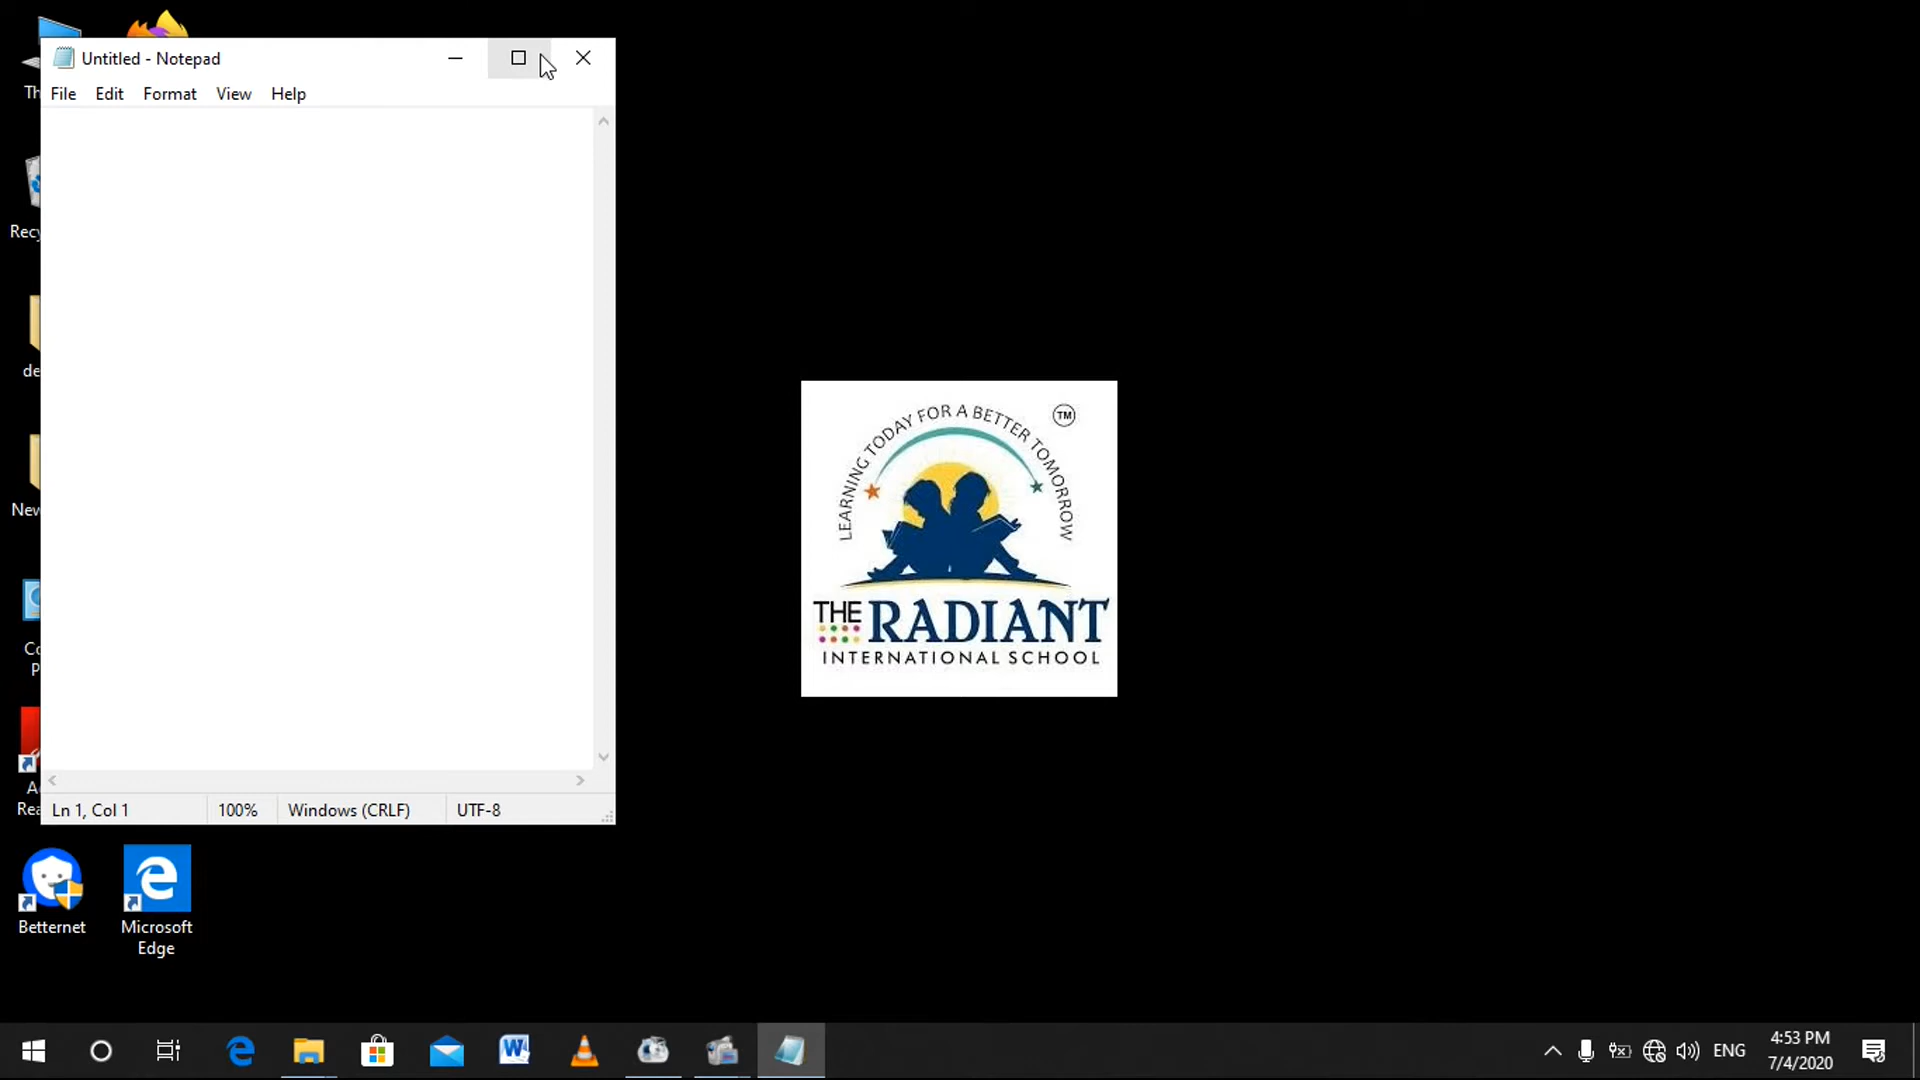 Untitled - Notepad
File Edit Format View Help
Ln 1, Col 1 100% Windows (CRLF) UTF-8
LEARNING TODAY FOR A BETTER TOMORROW
TM
THE RADIANT
INTERNATIONAL SCHOOL
Betternet
Microsoft
Edge
ENG
4:53 PM
7/4/2020